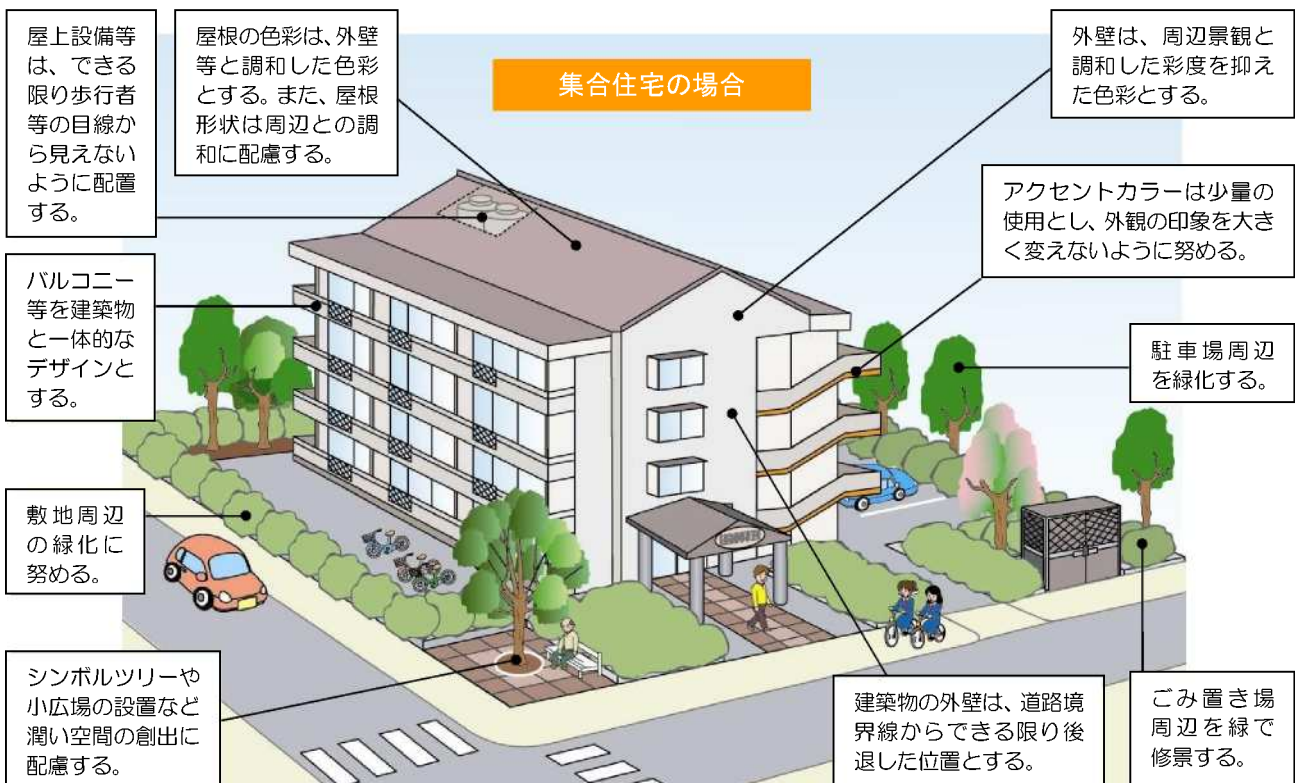 屋上設備等
は、できる
限り歩行者
等の目線か
ら見えない
ように配置
する。
屋根の色彩は、外壁
等と調和した色彩
とする。また、屋根
形状は周辺との調
和に配慮する。
集合住宅の場合
外壁は、周辺景観と
調和した彩度を抑え
た色彩とする。
アクセントカラーは少量の
使用とし、外観の印象を大き
く変えないように努める。
バルコニー
等を建築物
と一体的な
デザインと
する。
駐車場周辺
を緑化する。
敷地周辺
の緑化に
努める。
シンボルツリーや
小広場の設置など
潤い空間の創出に
配慮する。
建築物の外壁は、道路境
界線からできる限り後
退した位置とする。
ごみ置き場
周辺を緑で
修景する。